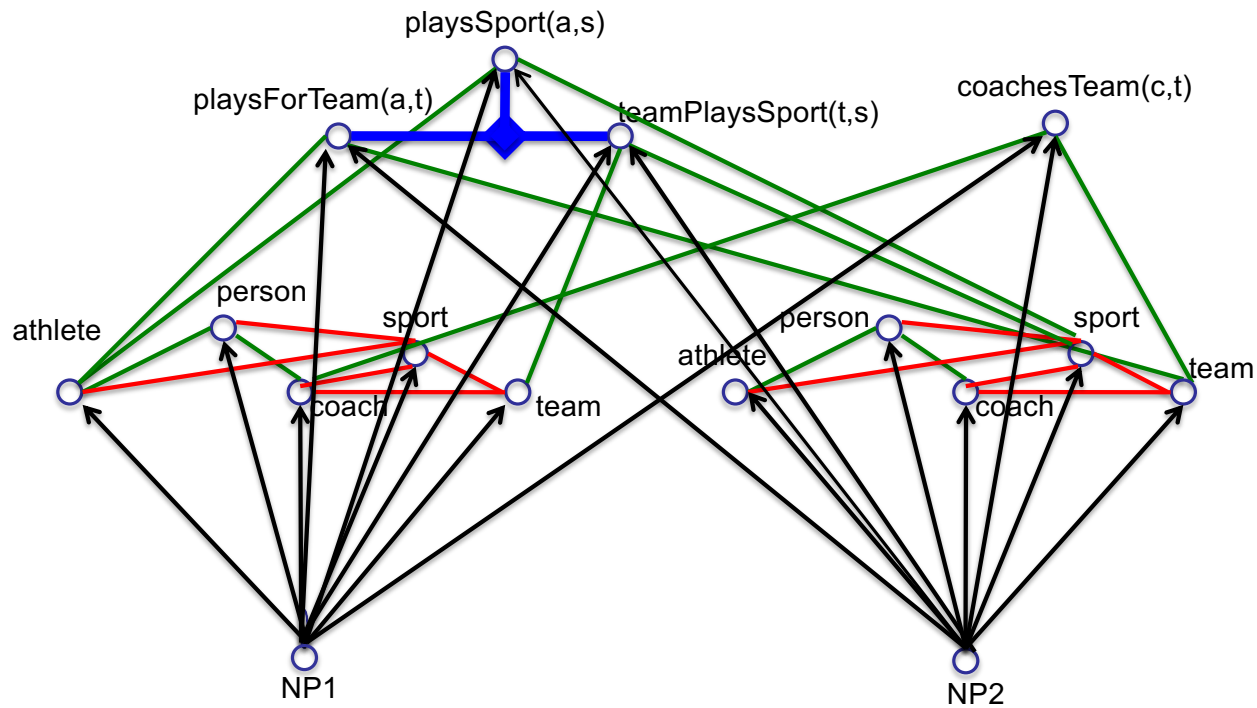 playsSport(a,s)
playsForTeam(a,t)
teamPlaysSport(t,s)
coachesTeam(c,t)
person
sport
athlete
coach
team
person
sport
athlete
team
coach
NP1
NP2